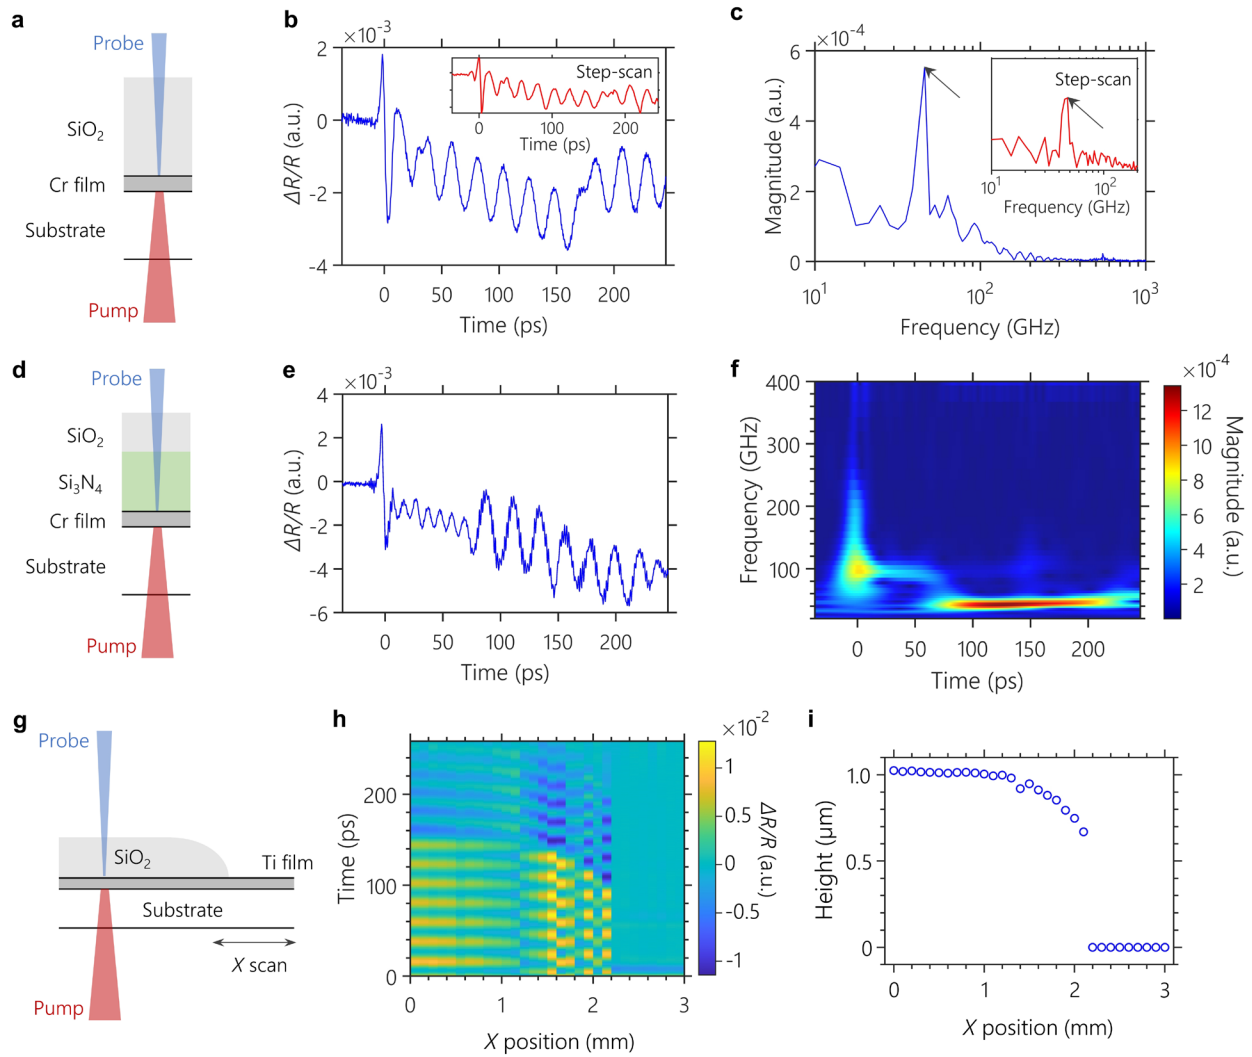 a
Probe
SiO2
Cr film
Substrate
Pump
b
×10⁻³
2
0
-2
-4
ΔR/R (a.u.)
0 50 100 150 200
Time (ps)
Step-scan
0 100 200
Time (ps)
c
×10⁻⁴
6
4
2
0
Magnitude (a.u.)
10¹ 10² 10³
Frequency (GHz)
Step-scan
10¹ 10²
Frequency (GHz)
d
Probe
SiO2
Si3N4
Cr film
Substrate
Pump
e
×10⁻³
4
2
0
-2
-4
-6
ΔR/R (a.u.)
0 50 100 150 200
Time (ps)
f
400
300
200
100
Frequency (GHz)
0 50 100 150 200
Time (ps)
×10⁻⁴
12
10
8
6
4
2
Magnitude (a.u.)
g
Probe
SiO2
Ti film
Substrate
X scan
Pump
h
200
100
0
Time (ps)
0 1 2 3
X position (mm)
×10⁻²
1
0.5
0
-0.5
-1
ΔR/R (a.u.)
i
1.0
0.5
0
Height (μm)
0 1 2 3
X position (mm)